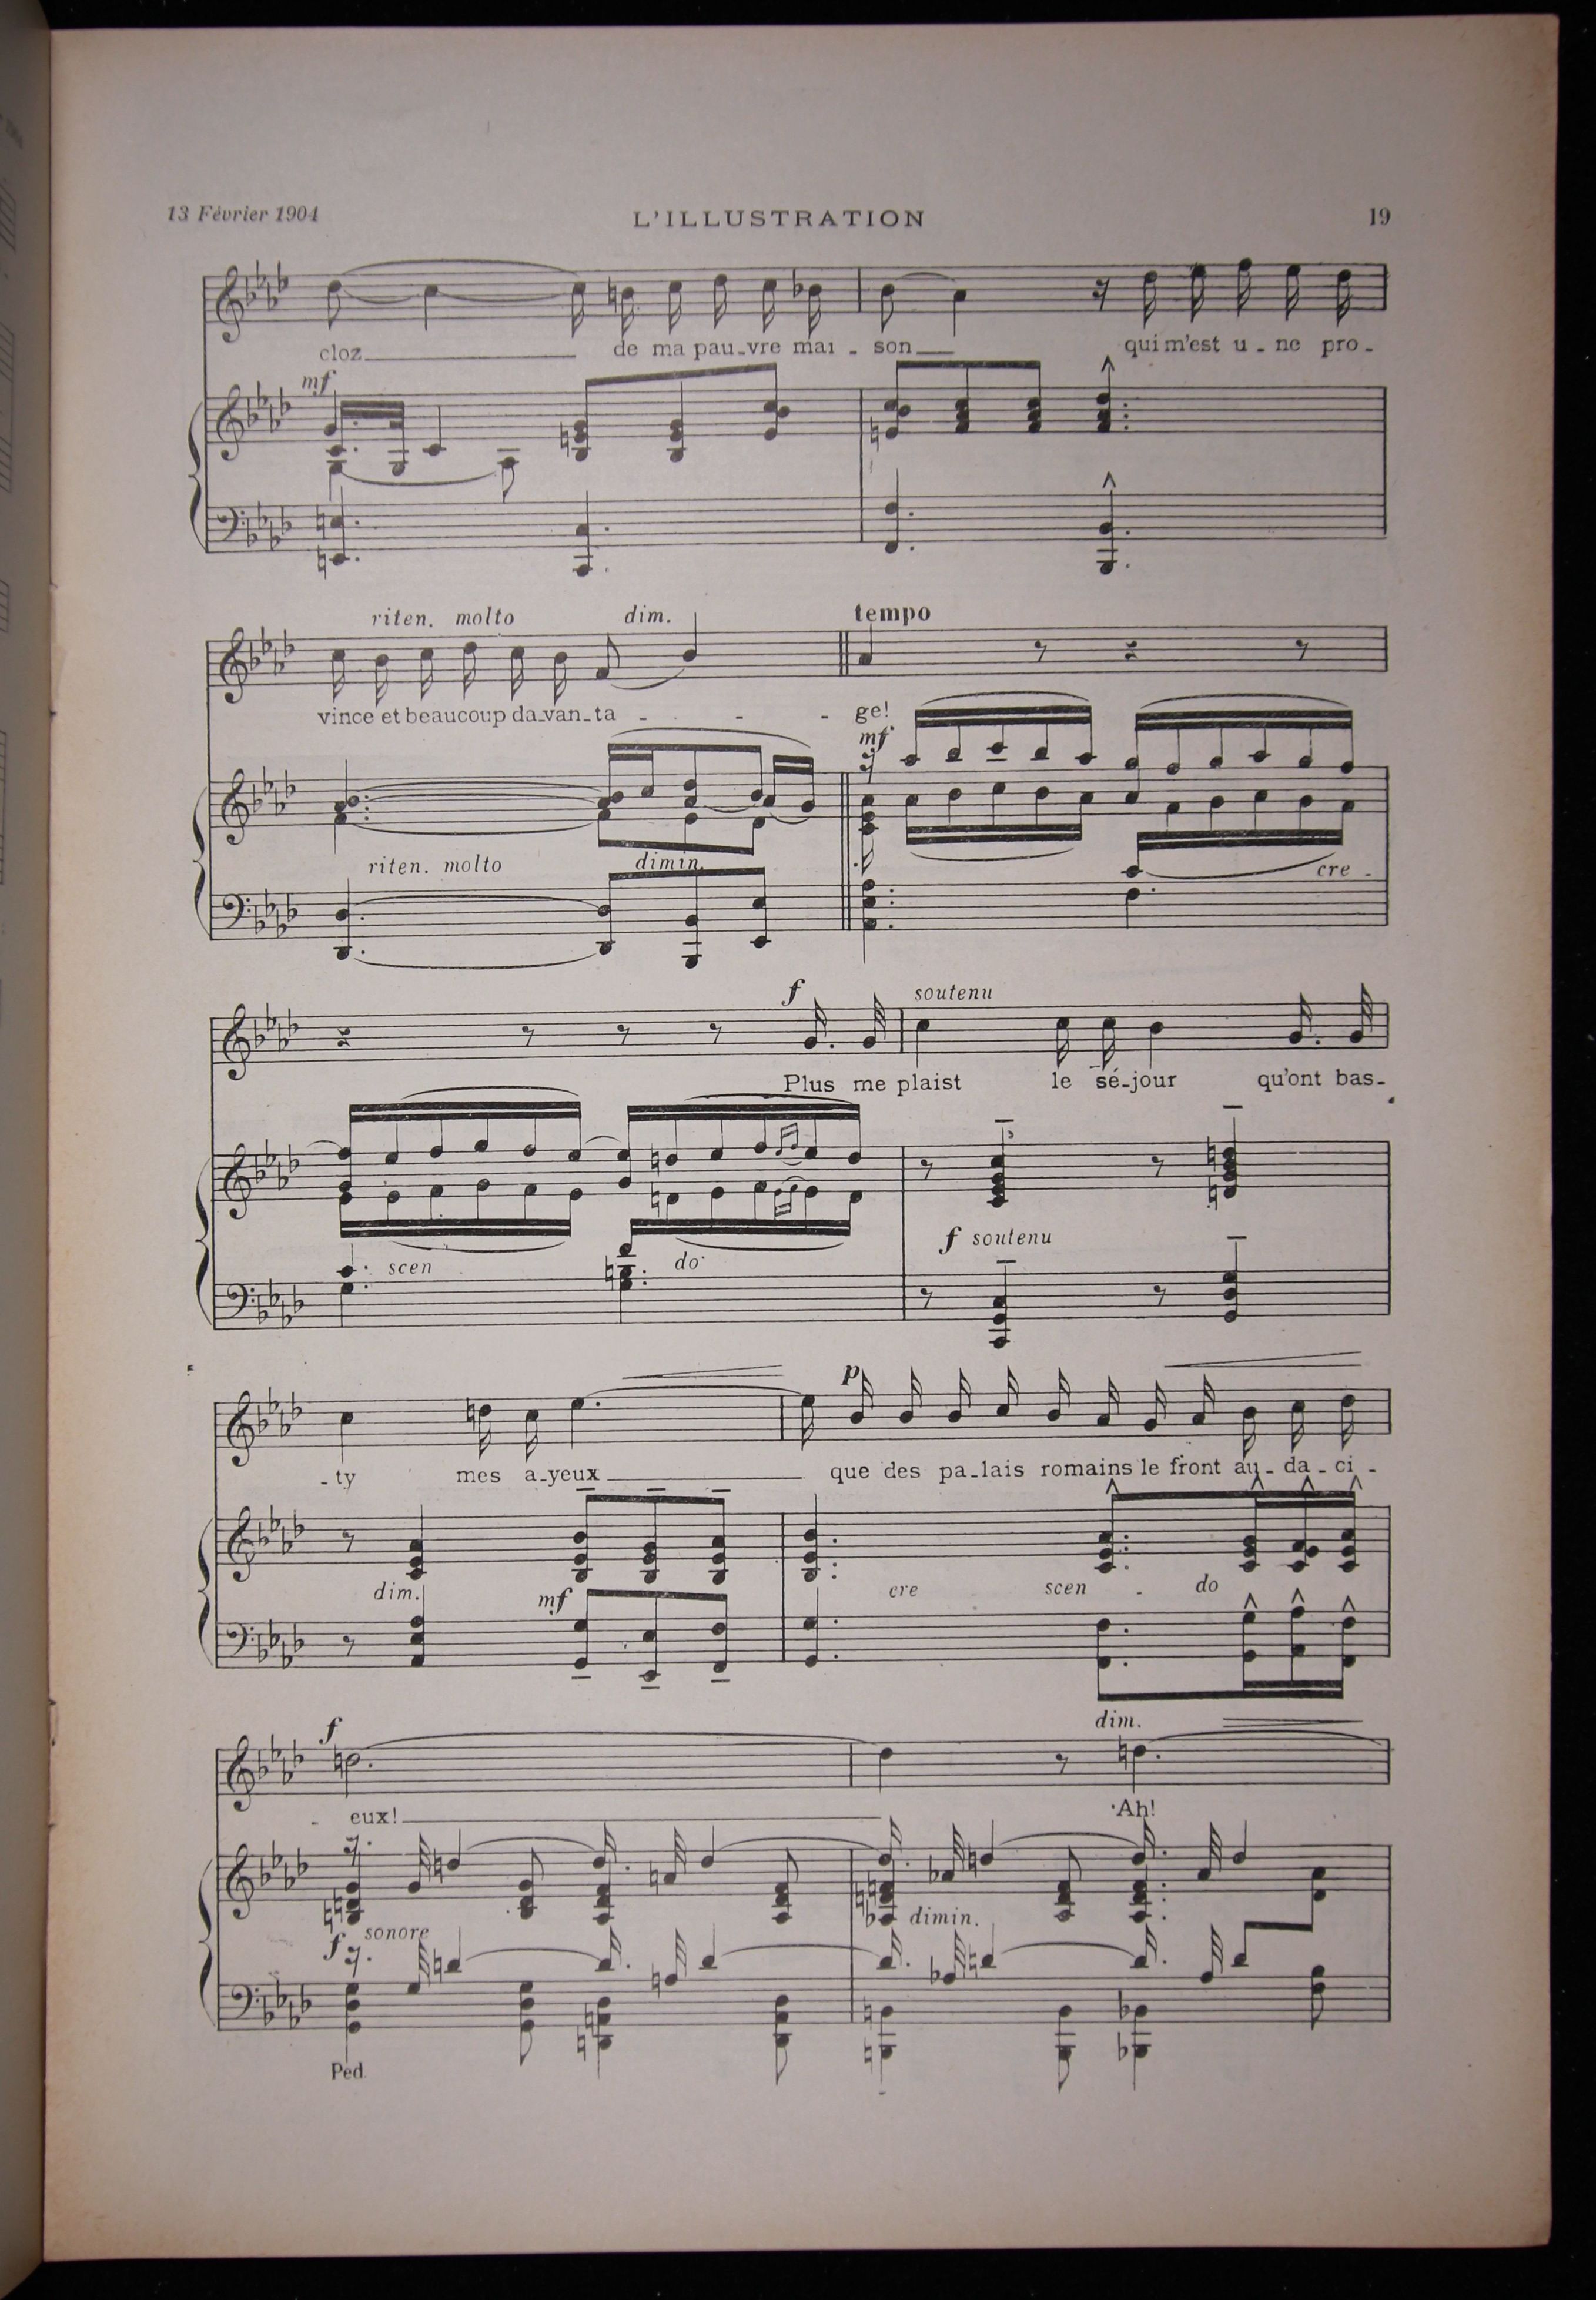 13 Février 1904 L'ILLUSTRATION 19
cloz de ma pau-vre mai - son qui m'est u - ne pro -
mf
riten. molto dim. tempo
vince et beaucoup da-van-ta - - - ge!
mf
riten. molto dimin. cre -
f soutenu
Plus me plaist le sé-jour qu'ont bas-
scen do f soutenu
p
- ty mes a-yeux que des pa-lais romains le front au - da - ci -
dim. mf cre scen - do
f dim.
- eux! Ah!
f sonore dimin.
Ped.